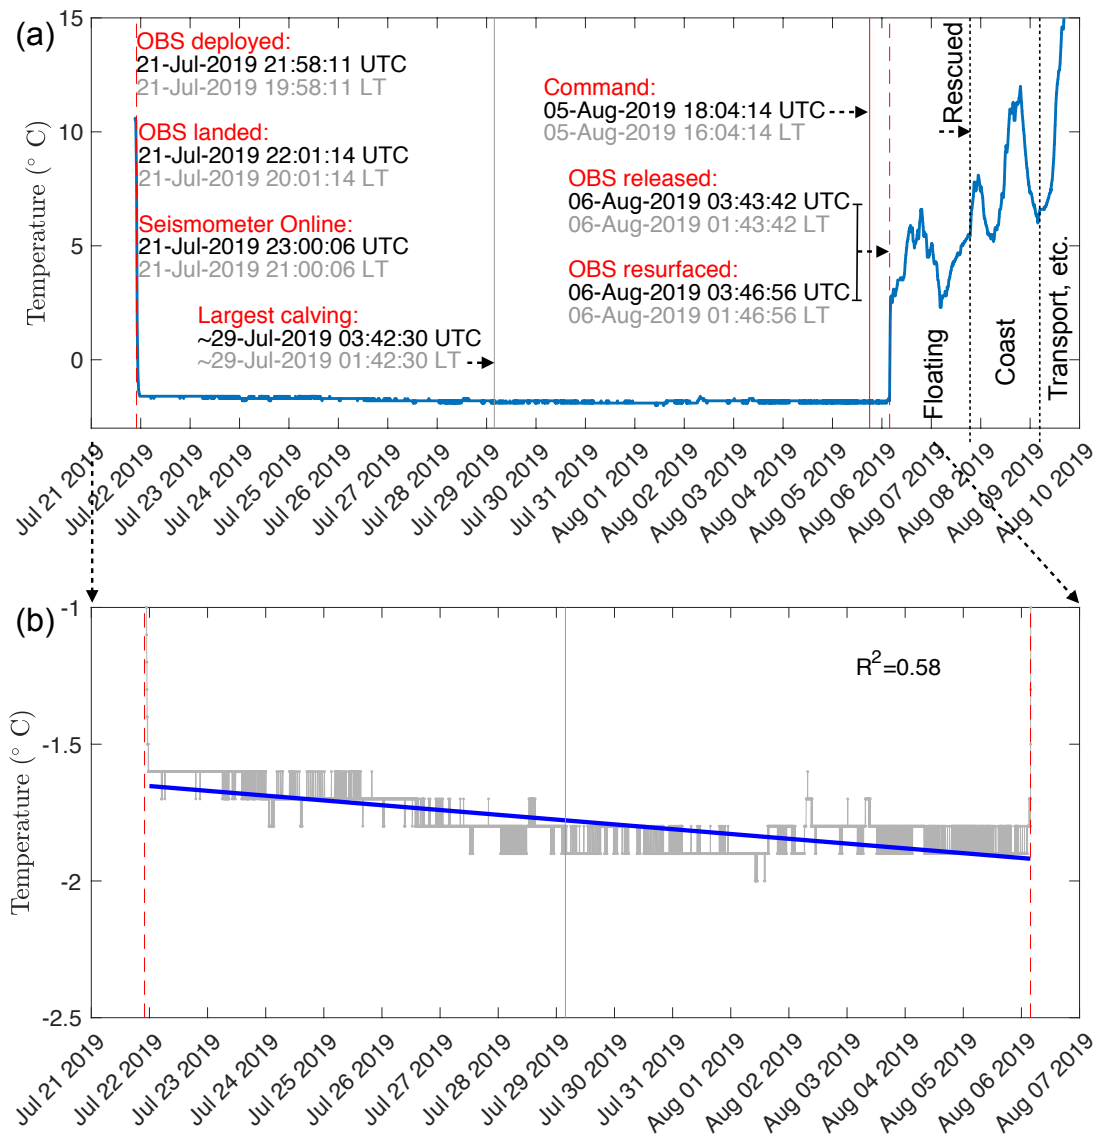 (a)
15
10
5
0
Temperature (° C)
OBS deployed:
21-Jul-2019 21:58:11 UTC
21-Jul-2019 19:58:11 LT
OBS landed:
21-Jul-2019 22:01:14 UTC
21-Jul-2019 20:01:14 LT
Seismometer Online:
21-Jul-2019 23:00:06 UTC
21-Jul-2019 21:00:06 LT
Largest calving:
~29-Jul-2019 03:42:30 UTC
~29-Jul-2019 01:42:30 LT
Command:
05-Aug-2019 18:04:14 UTC
05-Aug-2019 16:04:14 LT
OBS released:
06-Aug-2019 03:43:42 UTC
06-Aug-2019 01:43:42 LT
OBS resurfaced:
06-Aug-2019 03:46:56 UTC
06-Aug-2019 01:46:56 LT
Floating
Rescued
Coast
Transport, etc.
Jul 21 2019
Jul 22 2019
Jul 23 2019
Jul 24 2019
Jul 25 2019
Jul 26 2019
Jul 27 2019
Jul 28 2019
Jul 29 2019
Jul 30 2019
Jul 31 2019
Aug 01 2019
Aug 02 2019
Aug 03 2019
Aug 04 2019
Aug 05 2019
Aug 06 2019
Aug 07 2019
Aug 08 2019
Aug 09 2019
Aug 10 2019
(b)
-1
-1.5
-2
-2.5
Temperature (° C)
R²=0.58
Jul 21 2019
Jul 22 2019
Jul 23 2019
Jul 24 2019
Jul 25 2019
Jul 26 2019
Jul 27 2019
Jul 28 2019
Jul 29 2019
Jul 30 2019
Jul 31 2019
Aug 01 2019
Aug 02 2019
Aug 03 2019
Aug 04 2019
Aug 05 2019
Aug 06 2019
Aug 07 2019